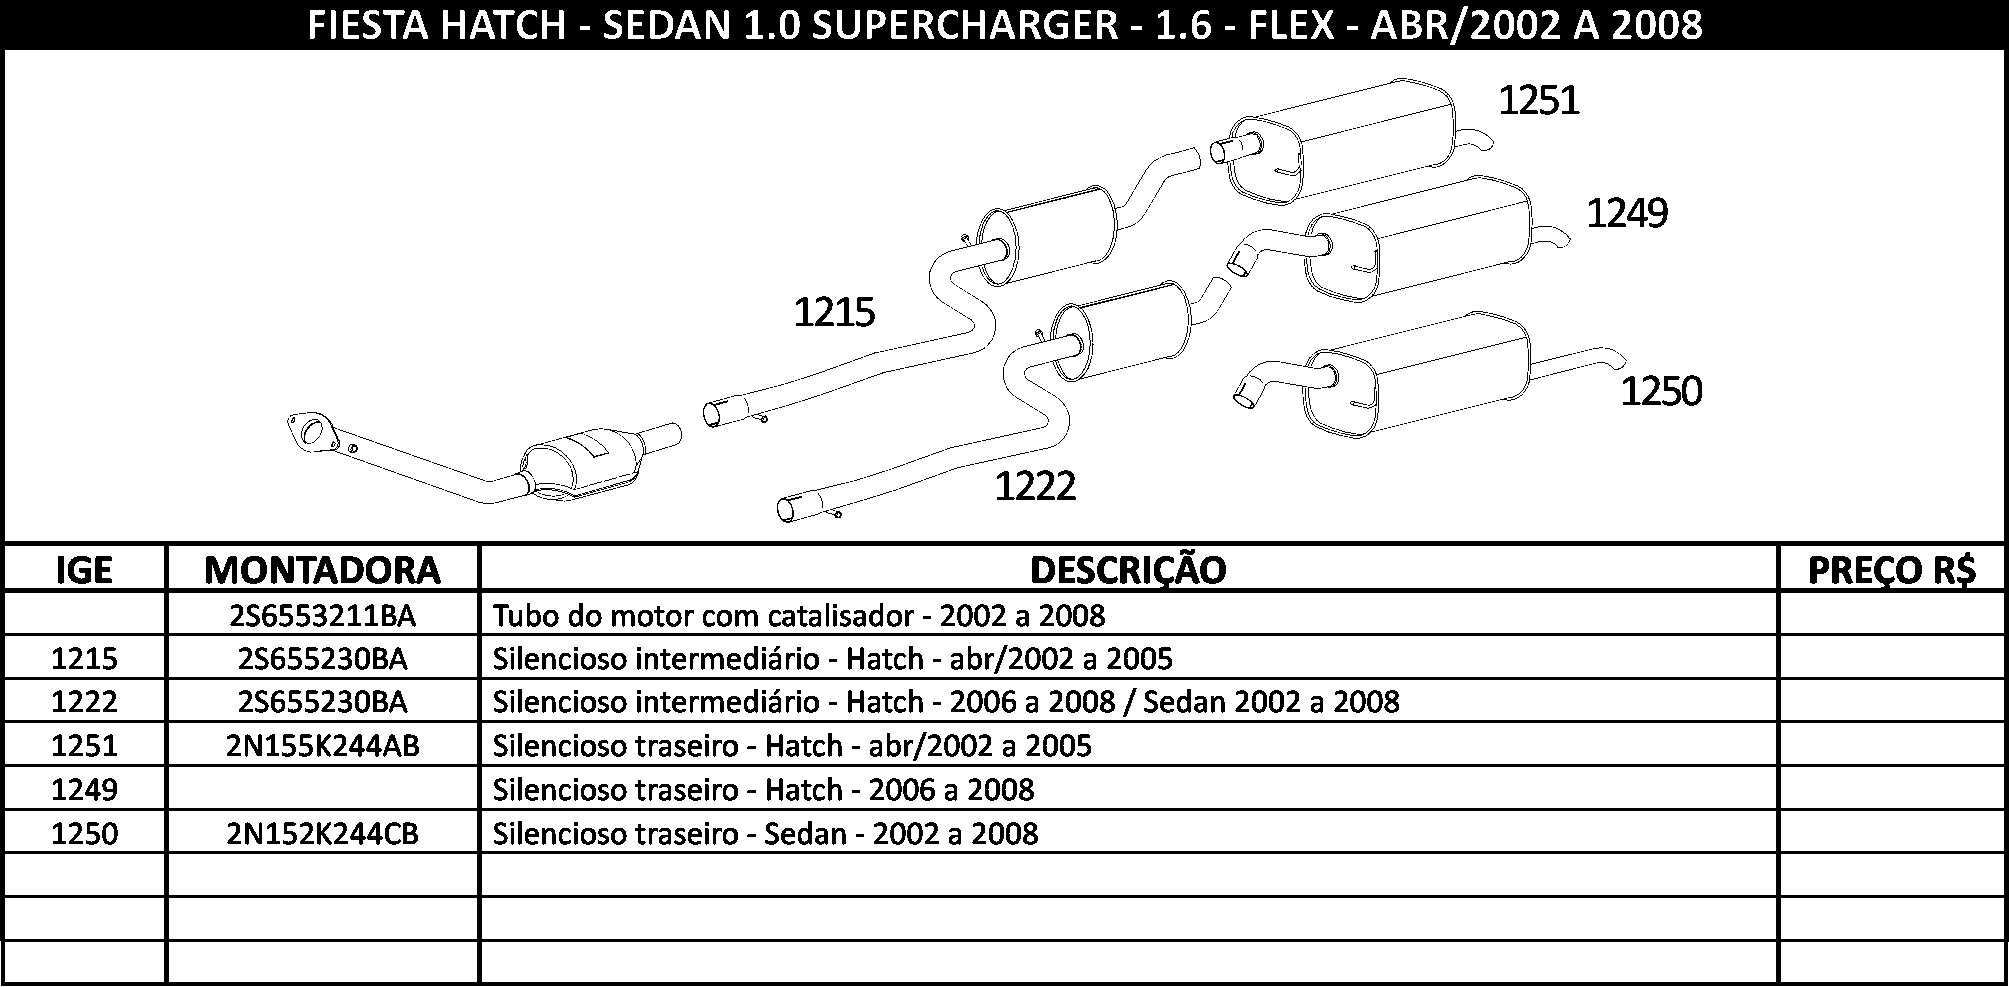 FIESTA HATCH - SEDAN 1.0 SUPERCHARGER - 1.6 - FLEX - ABR/2002 A 2008
1251
1249
1215
1250
1222
IGE MONTADORA DESCRIÇÃO PREÇO R$
2S6553211BA Tubo do motor com catalisador - 2002 a 2008
1215 2S655230BA Silencioso intermediário - Hatch - abr/2002 a 2005
1222 2S655230BA Silencioso intermediário - Hatch - 2006 a 2008 / Sedan 2002 a 2008
1251 2N155K244AB Silencioso traseiro - Hatch - abr/2002 a 2005
1249 Silencioso traseiro - Hatch - 2006 a 2008
1250 2N152K244CB Silencioso traseiro - Sedan - 2002 a 2008